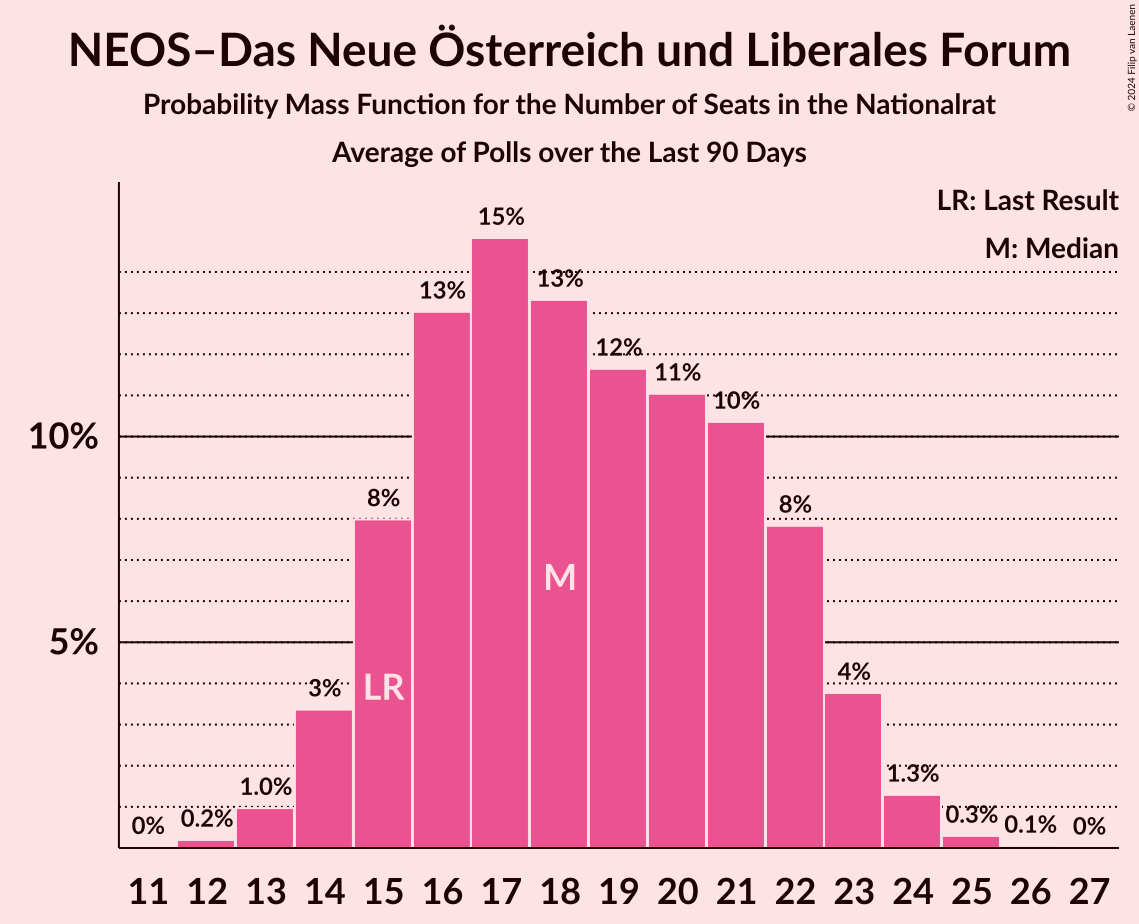 NEOS–Das Neue Österreich und Liberales Forum
Probability Mass Function for the Number of Seats in the Nationalrat
Average of Polls over the Last 90 Days
© 2024 Filip van Laenen
LR: Last Result
M: Median
15%
13%
13%
12%
11%
10%
10%
8%
8%
5%
4%
3%
1.3%
1.0%
0.3%
0.2%
0.1%
0%
0%
M
LR
11 12 13 14 15 16 17 18 19 20 21 22 23 24 25 26 27